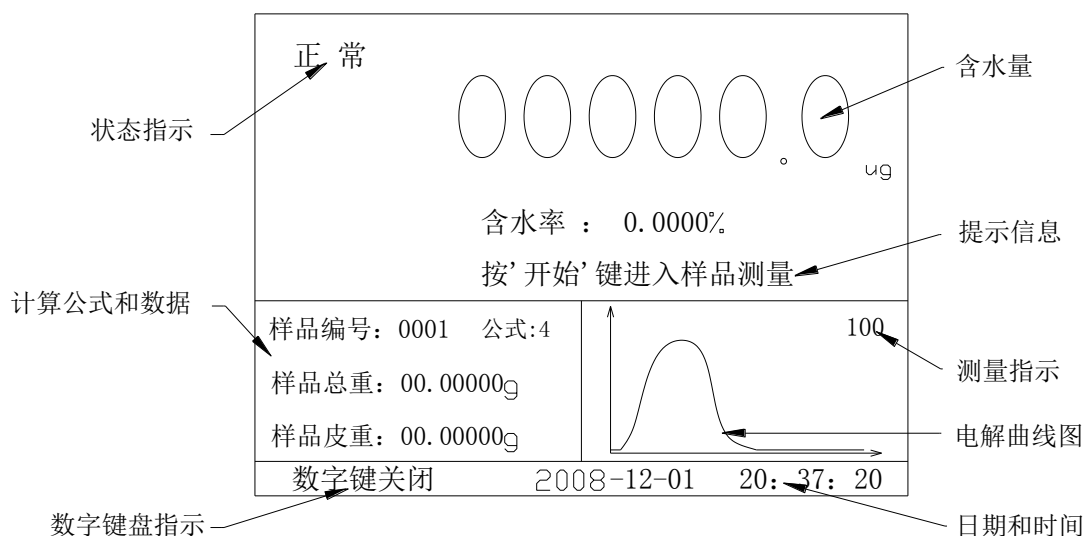 正 常
含水量
状态指示
00000.0
ug
含水率 : 0.0000%
提示信息
按'开始'键进入样品测量
计算公式和数据
样品编号: 0001 公式:4
100
样品总重: 00.00000g
测量指示
样品皮重: 00.00000g
电解曲线图
数字键关闭 2008-12-01 20: 37: 20
数字键盘指示
日期和时间